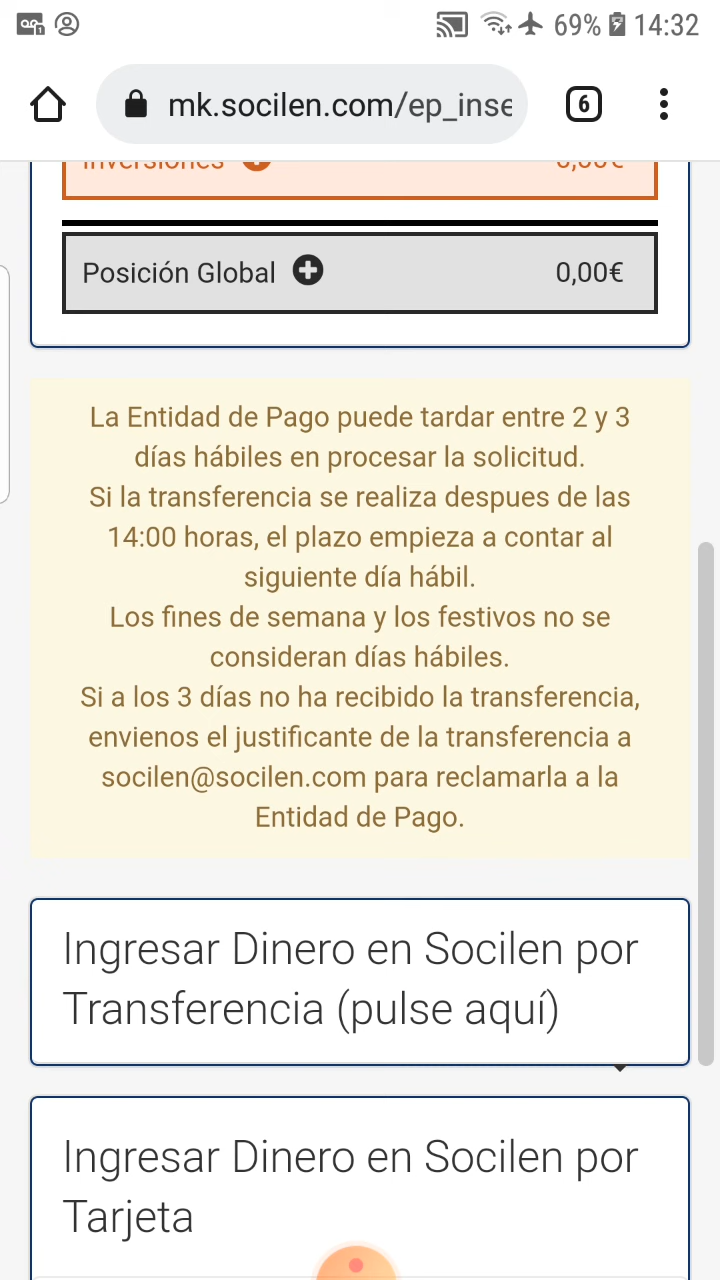 69% 14:32
mk.socilen.com/ep_inse
6
Inversiones 0,00€
Posición Global 0,00€
La Entidad de Pago puede tardar entre 2 y 3
días hábiles en procesar la solicitud.
Si la transferencia se realiza despues de las
14:00 horas, el plazo empieza a contar al
siguiente día hábil.
Los fines de semana y los festivos no se
consideran días hábiles.
Si a los 3 días no ha recibido la transferencia,
envienos el justificante de la transferencia a
socilen@socilen.com para reclamarla a la
Entidad de Pago.
Ingresar Dinero en Socilen por
Transferencia (pulse aquí)
Ingresar Dinero en Socilen por
Tarjeta